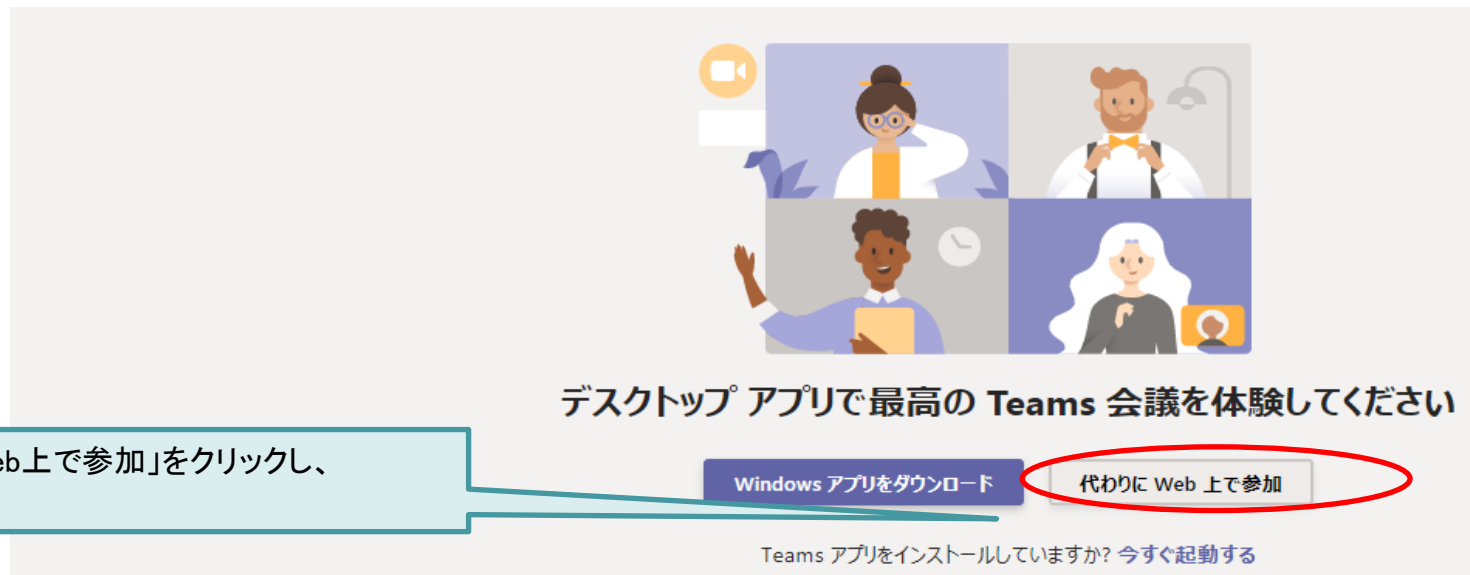 デスクトップ アプリで最高の Teams 会議を体験してください
eb上で参加」をクリックし、
Windows アプリをダウンロード
代わりに Web 上で参加
Teams アプリをインストールしていますか? 今すぐ起動する